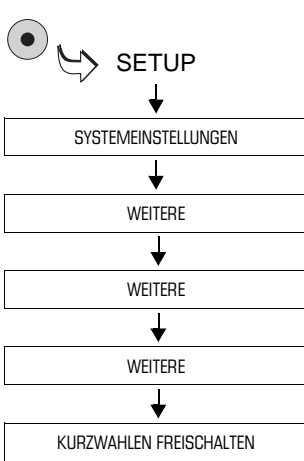 SETUP
SYSTEMEINSTELLUNGEN
WEITERE
WEITERE
WEITERE
KURZWAHLEN FREISCHALTEN